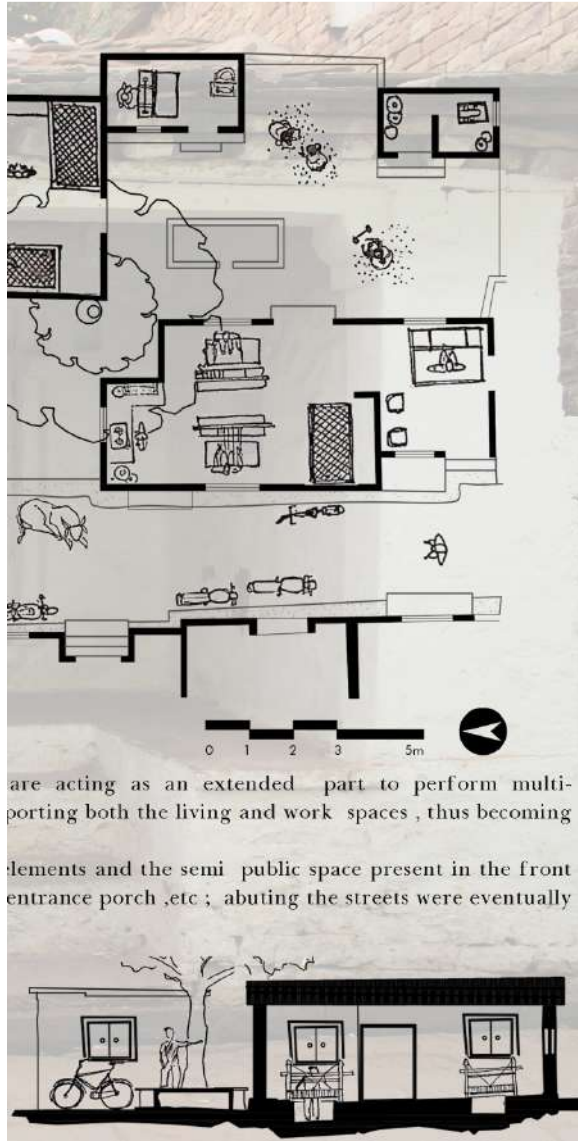 0 1 2 3 5m
are acting as an extended part to perform multi-
porting both the living and work spaces , thus becoming
elements and the semi public space present in the front
entrance porch ,etc ; abuting the streets were eventually